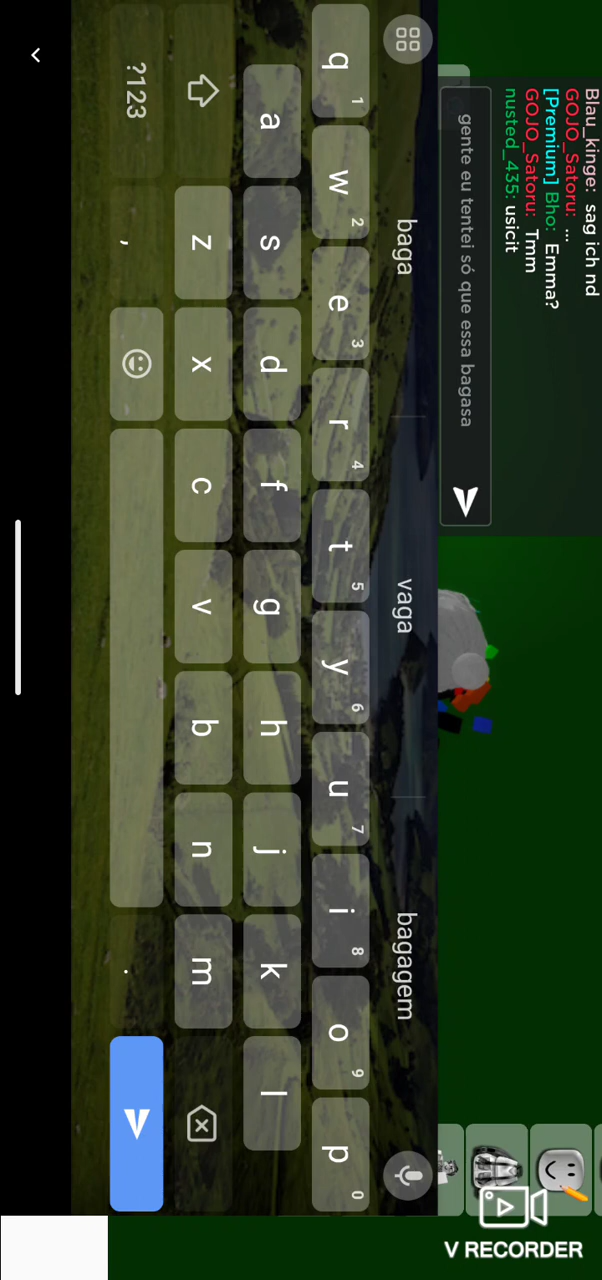 Blau_kinge: sag ich nd
GOJO_Satoru: ...
[Premium] Bho: Emma?
GOJO_Satoru: Tmm
nusted_435: usicit
gente eu tentei só que essa bagasa
baga vaga bagagem
q 1 w 2 e 3 r 4 t 5 y 6 u 7 i 8 o 9 p 0
a s d f g h j k l
z x c v b n m
?123 , .
V RECORDER